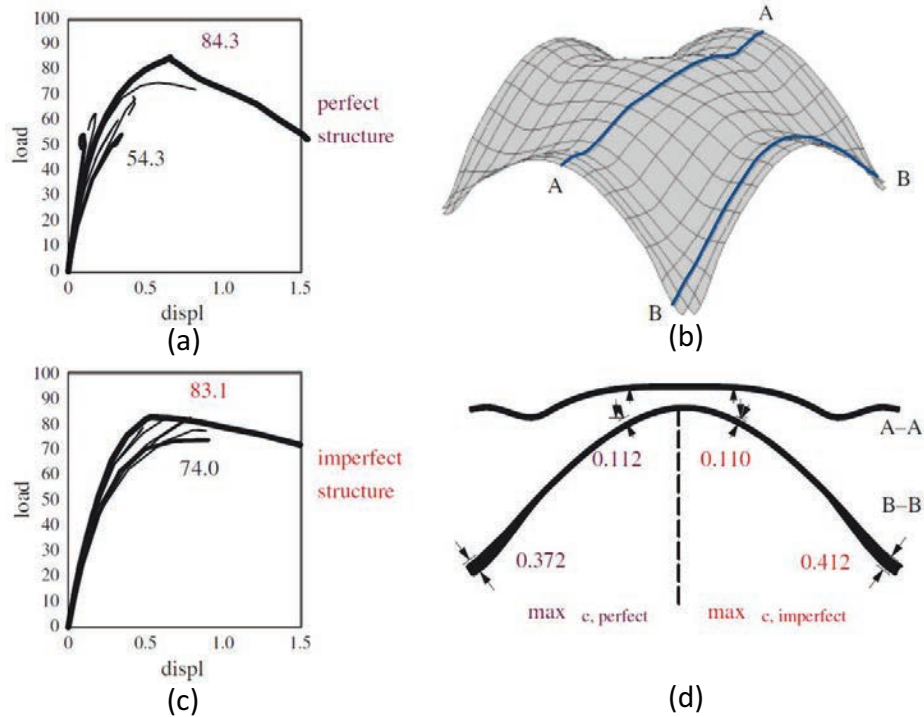 100
90
80
70
60
50
40
30
20
10
0
load
84.3
54.3
perfect
structure
0 0.5 1.0 1.5
displ
(a)
A
A
B
B
(b)
100
90
80
70
60
50
40
30
20
10
0
load
83.1
74.0
imperfect
structure
0 0.5 1.0 1.5
displ
(c)
A–A
0.112 0.110
B–B
0.372 0.412
max c, perfect max c, imperfect
(d)